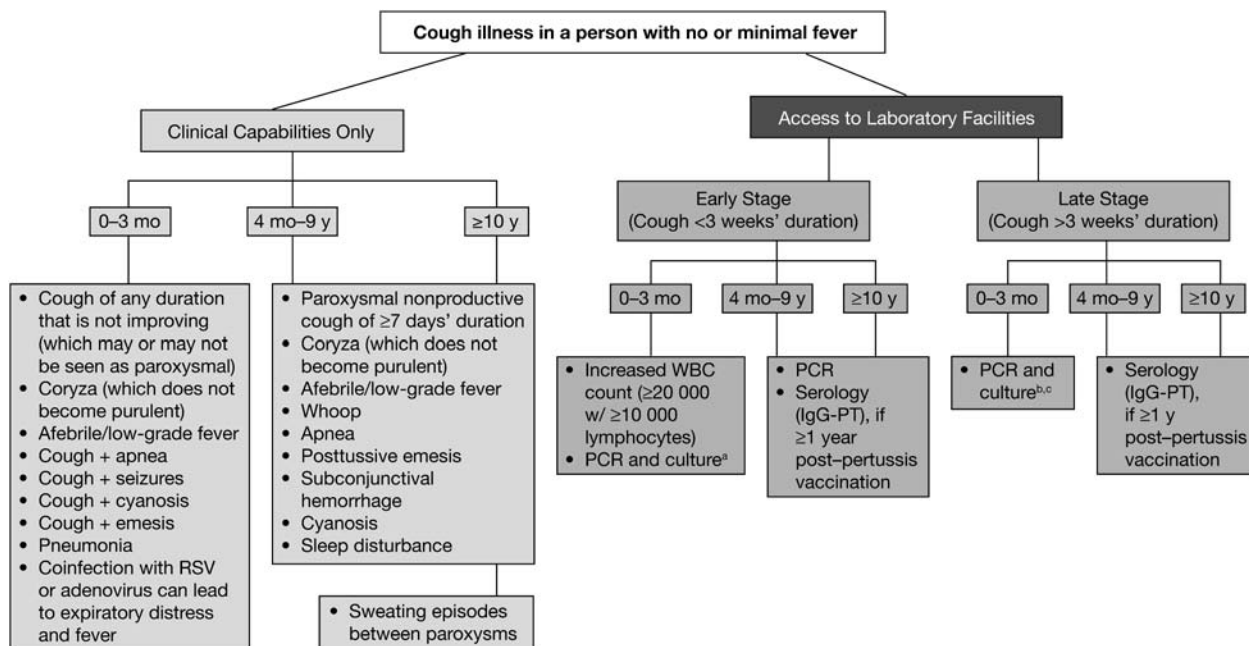 Cough illness in a person with no or minimal fever
Clinical Capabilities Only
0–3 mo
4 mo–9 y
≥10 y
• Cough of any duration
that is not improving
(which may or may not
be seen as paroxysmal)
• Coryza (which does not
become purulent)
• Afebrile/low-grade fever
• Cough + apnea
• Cough + seizures
• Cough + cyanosis
• Cough + emesis
• Pneumonia
• Coinfection with RSV
or adenovirus can lead
to expiratory distress
and fever
• Paroxysmal nonproductive
cough of ≥7 days’ duration
• Coryza (which does not
become purulent)
• Afebrile/low-grade fever
• Whoop
• Apnea
• Posttussive emesis
• Subconjunctival
hemorrhage
• Cyanosis
• Sleep disturbance
• Sweating episodes
between paroxysms
Access to Laboratory Facilities
Early Stage
(Cough <3 weeks’ duration)
0–3 mo
4 mo–9 y
≥10 y
• Increased WBC
count (≥20 000
w/ ≥10 000
lymphocytes)
• PCR and cultureᵃ
• PCR
• Serology
(IgG-PT), if
≥1 year
post–pertussis
vaccination
Late Stage
(Cough >3 weeks’ duration)
0–3 mo
4 mo–9 y
≥10 y
• PCR and
cultureᵇ,ᶜ
• Serology
(IgG-PT),
if ≥1 y
post–pertussis
vaccination